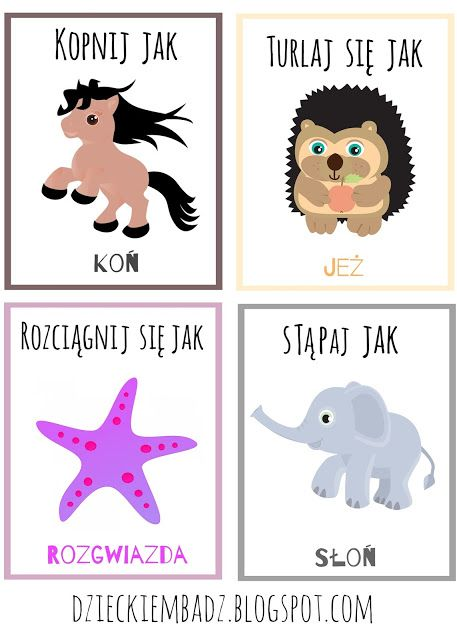 Kopnij jak
koń
Turlaj się jak
jeż
Rozciągnij się jak
rozgwiazda
stąpaj jak
słoń
dzieckiembadz.blogspot.com